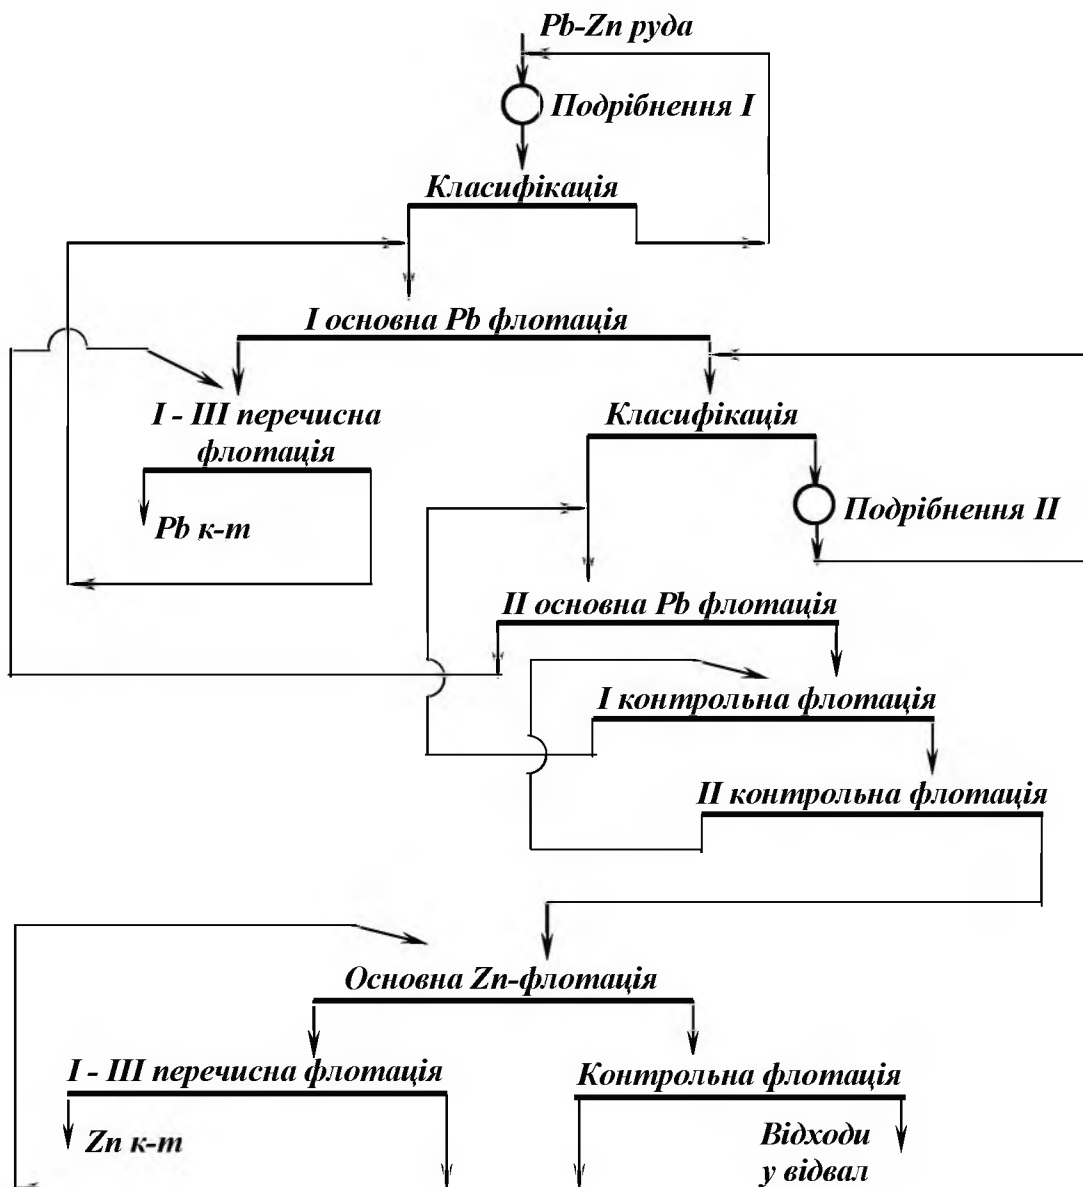 Pb-Zn руда
Подрібнення I
Класифікація
I основна Pb флотація
I - III перечисна
флотація
Класифікація
Pb к-т
Подрібнення II
II основна Pb флотація
I контрольна флотація
II контрольна флотація
Основна Zn-флотація
I - III перечисна флотація
Контрольна флотація
Zn к-т
Відходи
у відвал